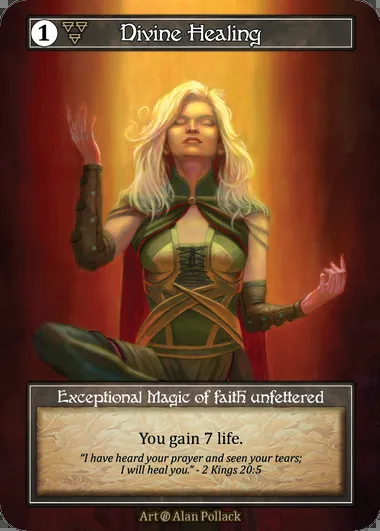 1 Divine Healing
Exceptional Magic of faith unfettered
You gain 7 life.
“I have heard your prayer and seen your tears;
I will heal you.” - 2 Kings 20:5
Art @ Alan Pollack